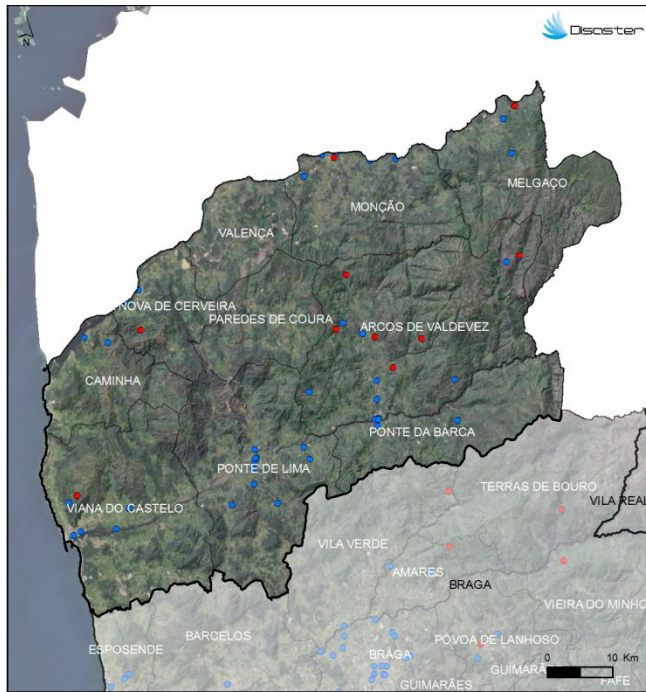 Disaster
N
MELGAÇO
MONÇÃO
VALENÇA
NOVA DE CERVEIRA
PAREDES DE COURA
ARCOS DE VALDEVEZ
CAMINHA
PONTE DA BARCA
PONTE DE LIMA
TERRAS DE BOURO
VILA REAL
VIANA DO CASTELO
VILA VERDE
AMARES
BRAGA
VIEIRA DO MINHO
BARCELOS
PÓVOA DE LANHOSO
ESPOSENDE
BRAGA
GUIMARÃ
0 10 Km
GUIMARÃES
FAFE